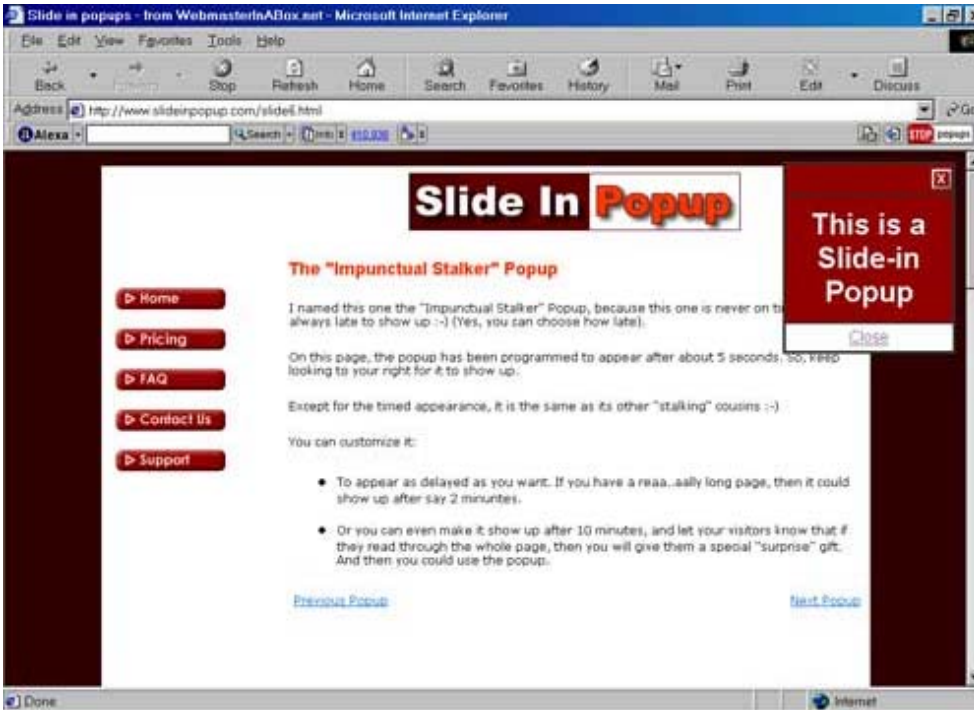 Slide in popups - from WebmasterInABox.net - Microsoft Internet Explorer
File Edit View Favorites Tools Help
Back Stop Refresh Home Search Favorites History Mail Print Edit Discuss
Address http://www.slideinpopup.com/slide6.html Go
Alexa Search Info popups STOP
Slide In Popup
X
This is a
Slide-in
Popup
Close
The "Impunctual Stalker" Popup
Home
Pricing
FAQ
Contact Us
Support
I named this one the "Impunctual Stalker" Popup, because this one is never on
always late to show up :-) (Yes, you can choose how late).
On this page, the popup has been programmed to appear after about 5 seconds. So, keep
looking to your right for it to show up.
Except for the timed appearance, it is the same as its other "stalking" cousins :-)
You can customize it:
• To appear as delayed as you want. If you have a reaa..aally long page, then it could
show up after say 2 minuntes.
• Or you can even make it show up after 10 minutes, and let your visitors know that if
they read through the whole page, then you will give them a special "surprise" gift.
And then you could use the popup.
Previous Popup Next Popup
Done Internet